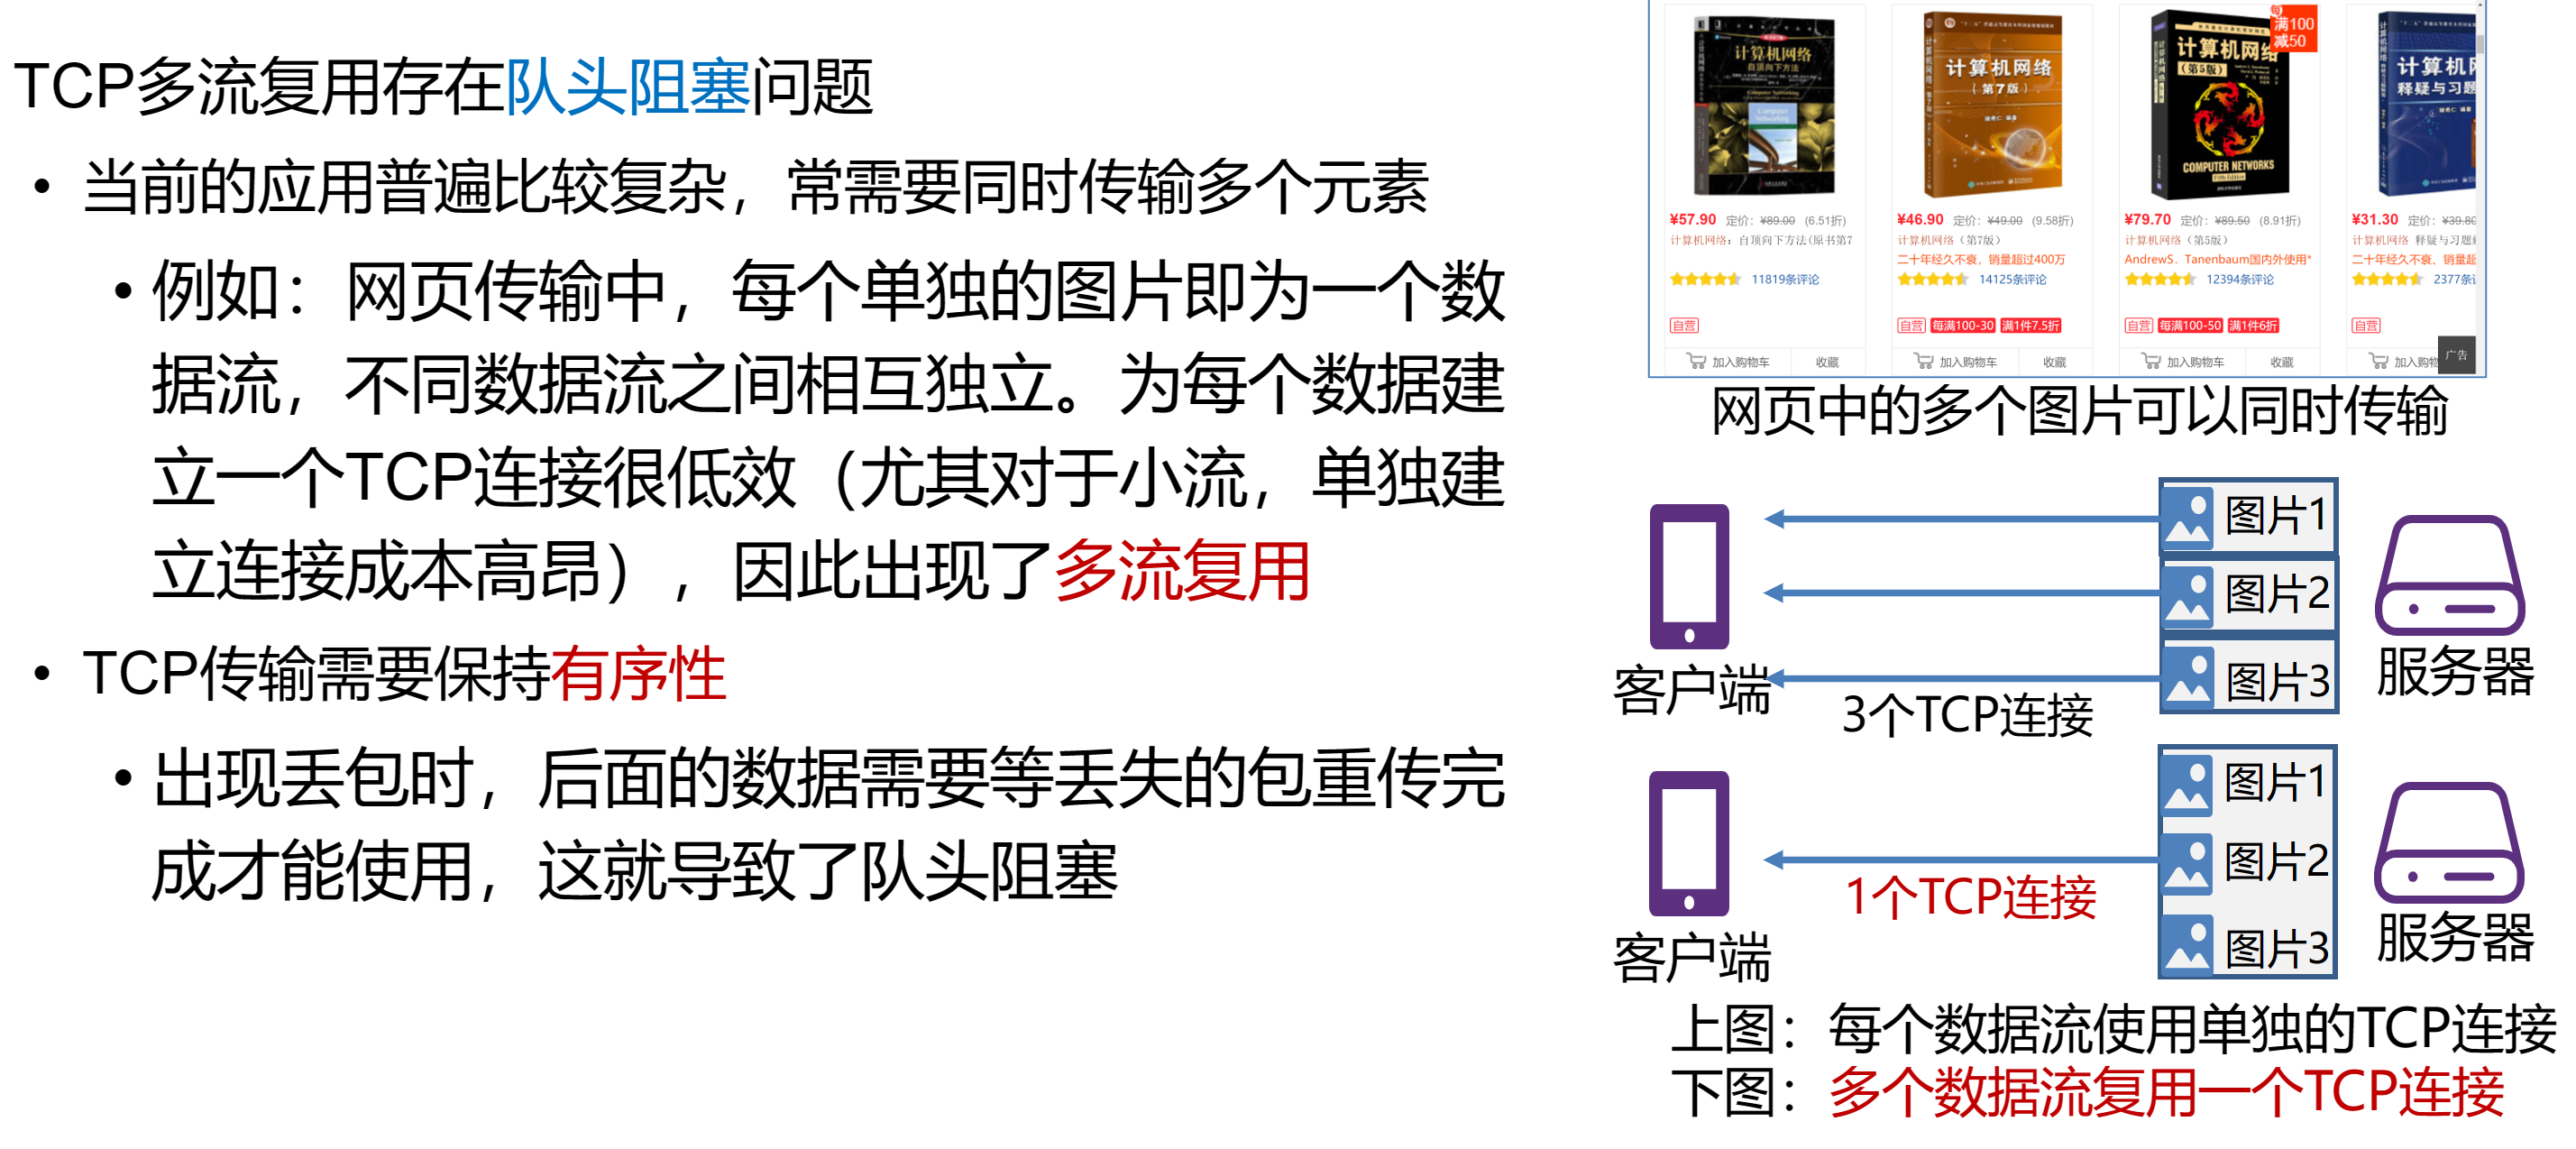 TCP多流复用存在队头阻塞问题
• 当前的应用普遍比较复杂，常需要同时传输多个元素
• 例如：网页传输中，每个单独的图片即为一个数
据流，不同数据流之间相互独立。为每个数据建
立一个TCP连接很低效（尤其对于小流，单独建
立连接成本高昂），因此出现了多流复用
• TCP传输需要保持有序性
• 出现丢包时，后面的数据需要等丢失的包重传完
成才能使用，这就导致了队头阻塞
计算机网络
自顶向下方法
计算机网络
（第7版）
谢希仁 编著
每
满100
减50
计算机网络
（第5版）
COMPUTER NETWORKS
计算机网
释疑与习题
谢希仁 编著
¥57.90 定价：¥89.00 (6.51折)
计算机网络：自顶向下方法(原书第7
11819条评论
自营
加入购物车 收藏
¥46.90 定价：¥49.00 (9.58折)
计算机网络（第7版）
二十年经久不衰，销量超过400万
14125条评论
自营 每满100-30 满1件7.5折
加入购物车 收藏
¥79.70 定价：¥89.50 (8.91折)
计算机网络（第5版）
AndrewS．Tanenbaum国内外使用*
12394条评论
自营 每满100-50 满1件6折
加入购物车 收藏
¥31.30 定价：¥39.80
计算机网络 释疑与习题
二十年经久不衰、销量超
2377条
自营
加入购物
广告
网页中的多个图片可以同时传输
图片1
图片2
图片3
客户端
服务器
3个TCP连接
图片1
图片2
图片3
1个TCP连接
客户端
服务器
上图：每个数据流使用单独的TCP连接
下图：多个数据流复用一个TCP连接